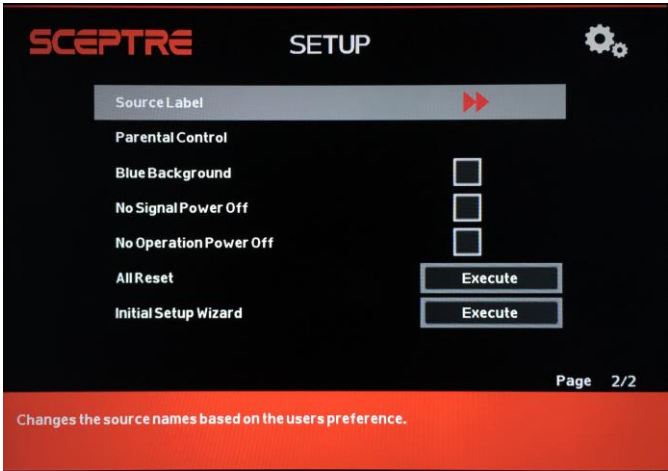 SCEPTRE
SETUP
Source Label
Parental Control
Blue Background
No Signal Power Off
No Operation Power Off
All Reset Execute
Initial Setup Wizard Execute
Page 2/2
Changes the source names based on the users preference.